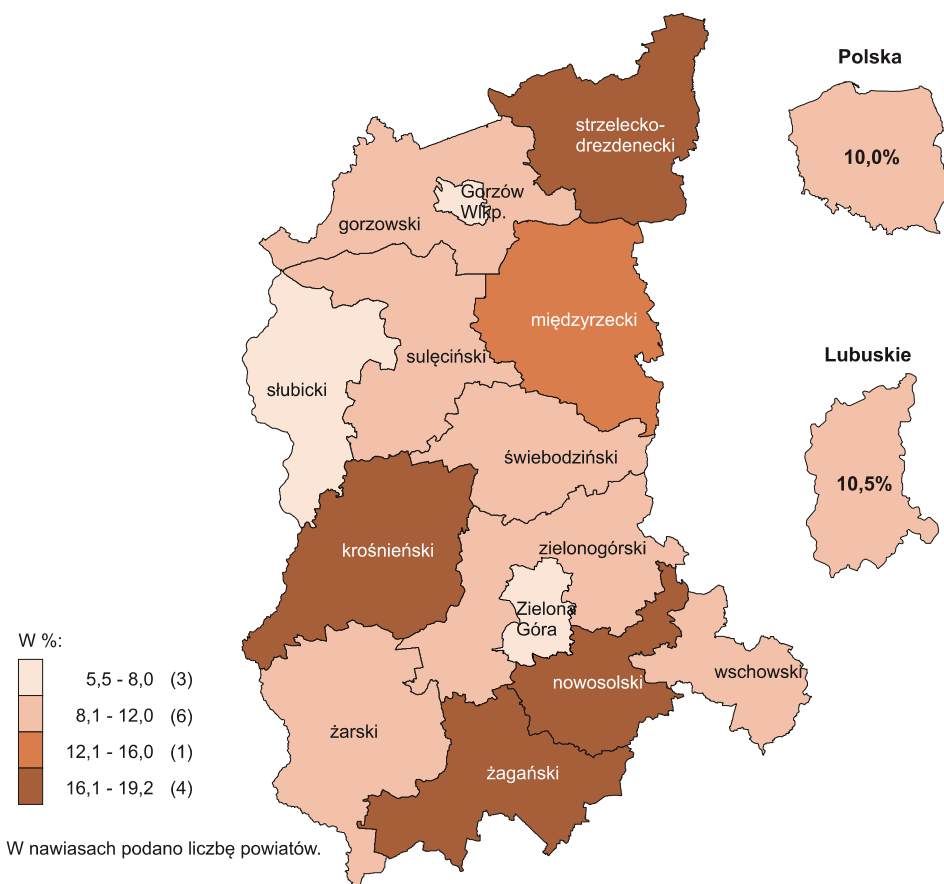 Polska
10,0%
strzelecko-
drezdenecki
Gorzów
Wlkp.
gorzowski
międzyrzecki
Lubuskie
10,5%
sulęciński
słubicki
świebodziński
krośnieński
zielonogórski
Zielona
Góra
nowosolski
wschowski
żarski
żagański
W %:
5,5 - 8,0 (3)
8,1 - 12,0 (6)
12,1 - 16,0 (1)
16,1 - 19,2 (4)
W nawiasach podano liczbę powiatów.